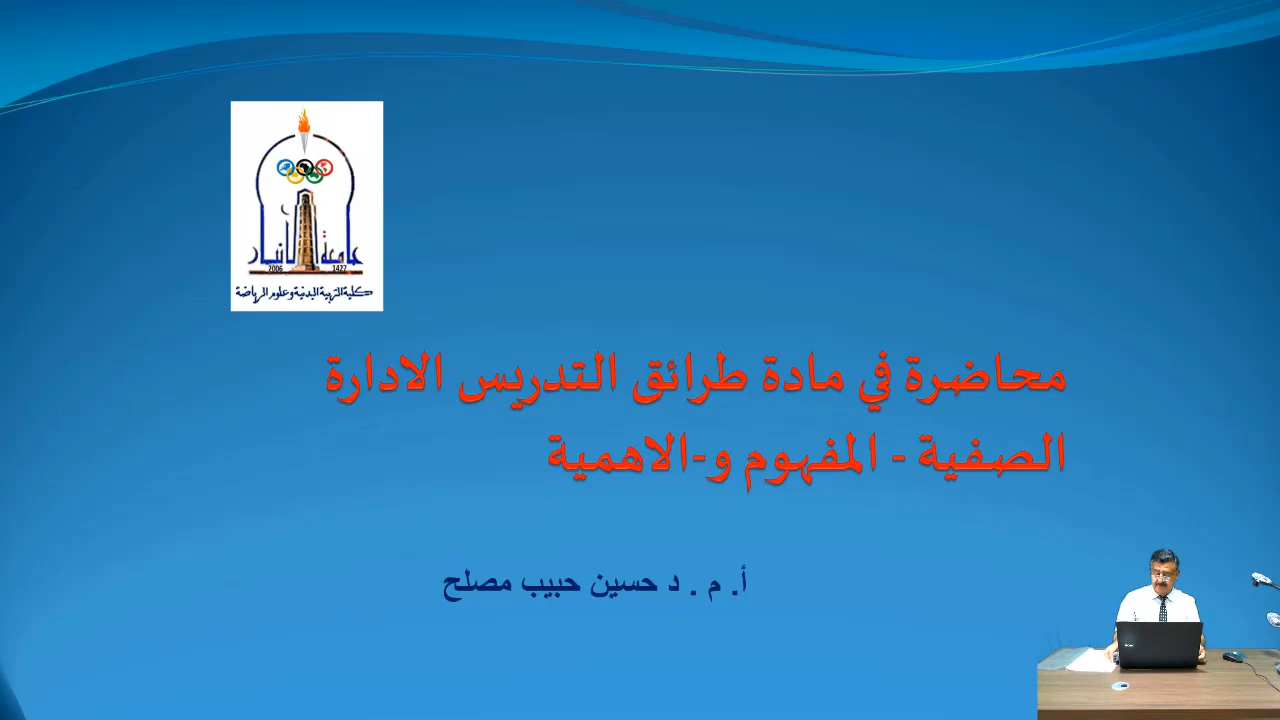 جامعة الأنبار
2006 1427
كلية التربية البدنية وعلوم الرياضة
محاضرة في مادة طرائق التدريس الادارة
الصفية - المفهوم و-الاهمية
أ. م . د حسين حبيب مصلح